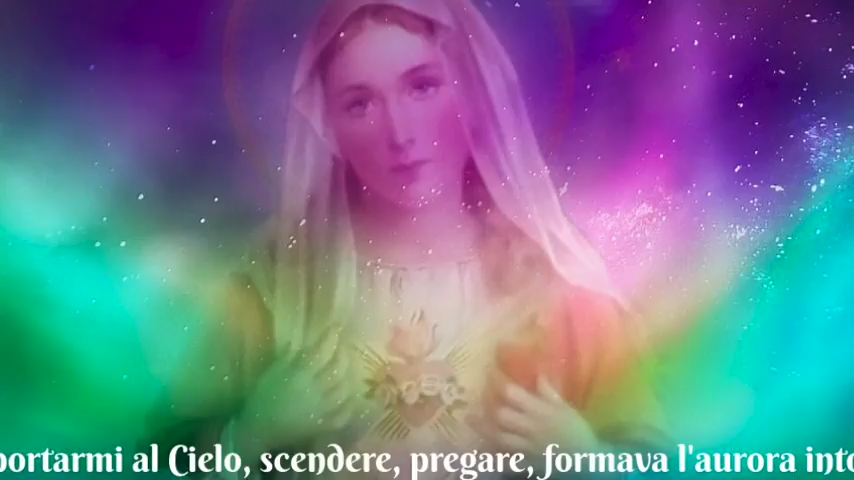 portarmi al Cielo, scendere, pregare, formava l'aurora into